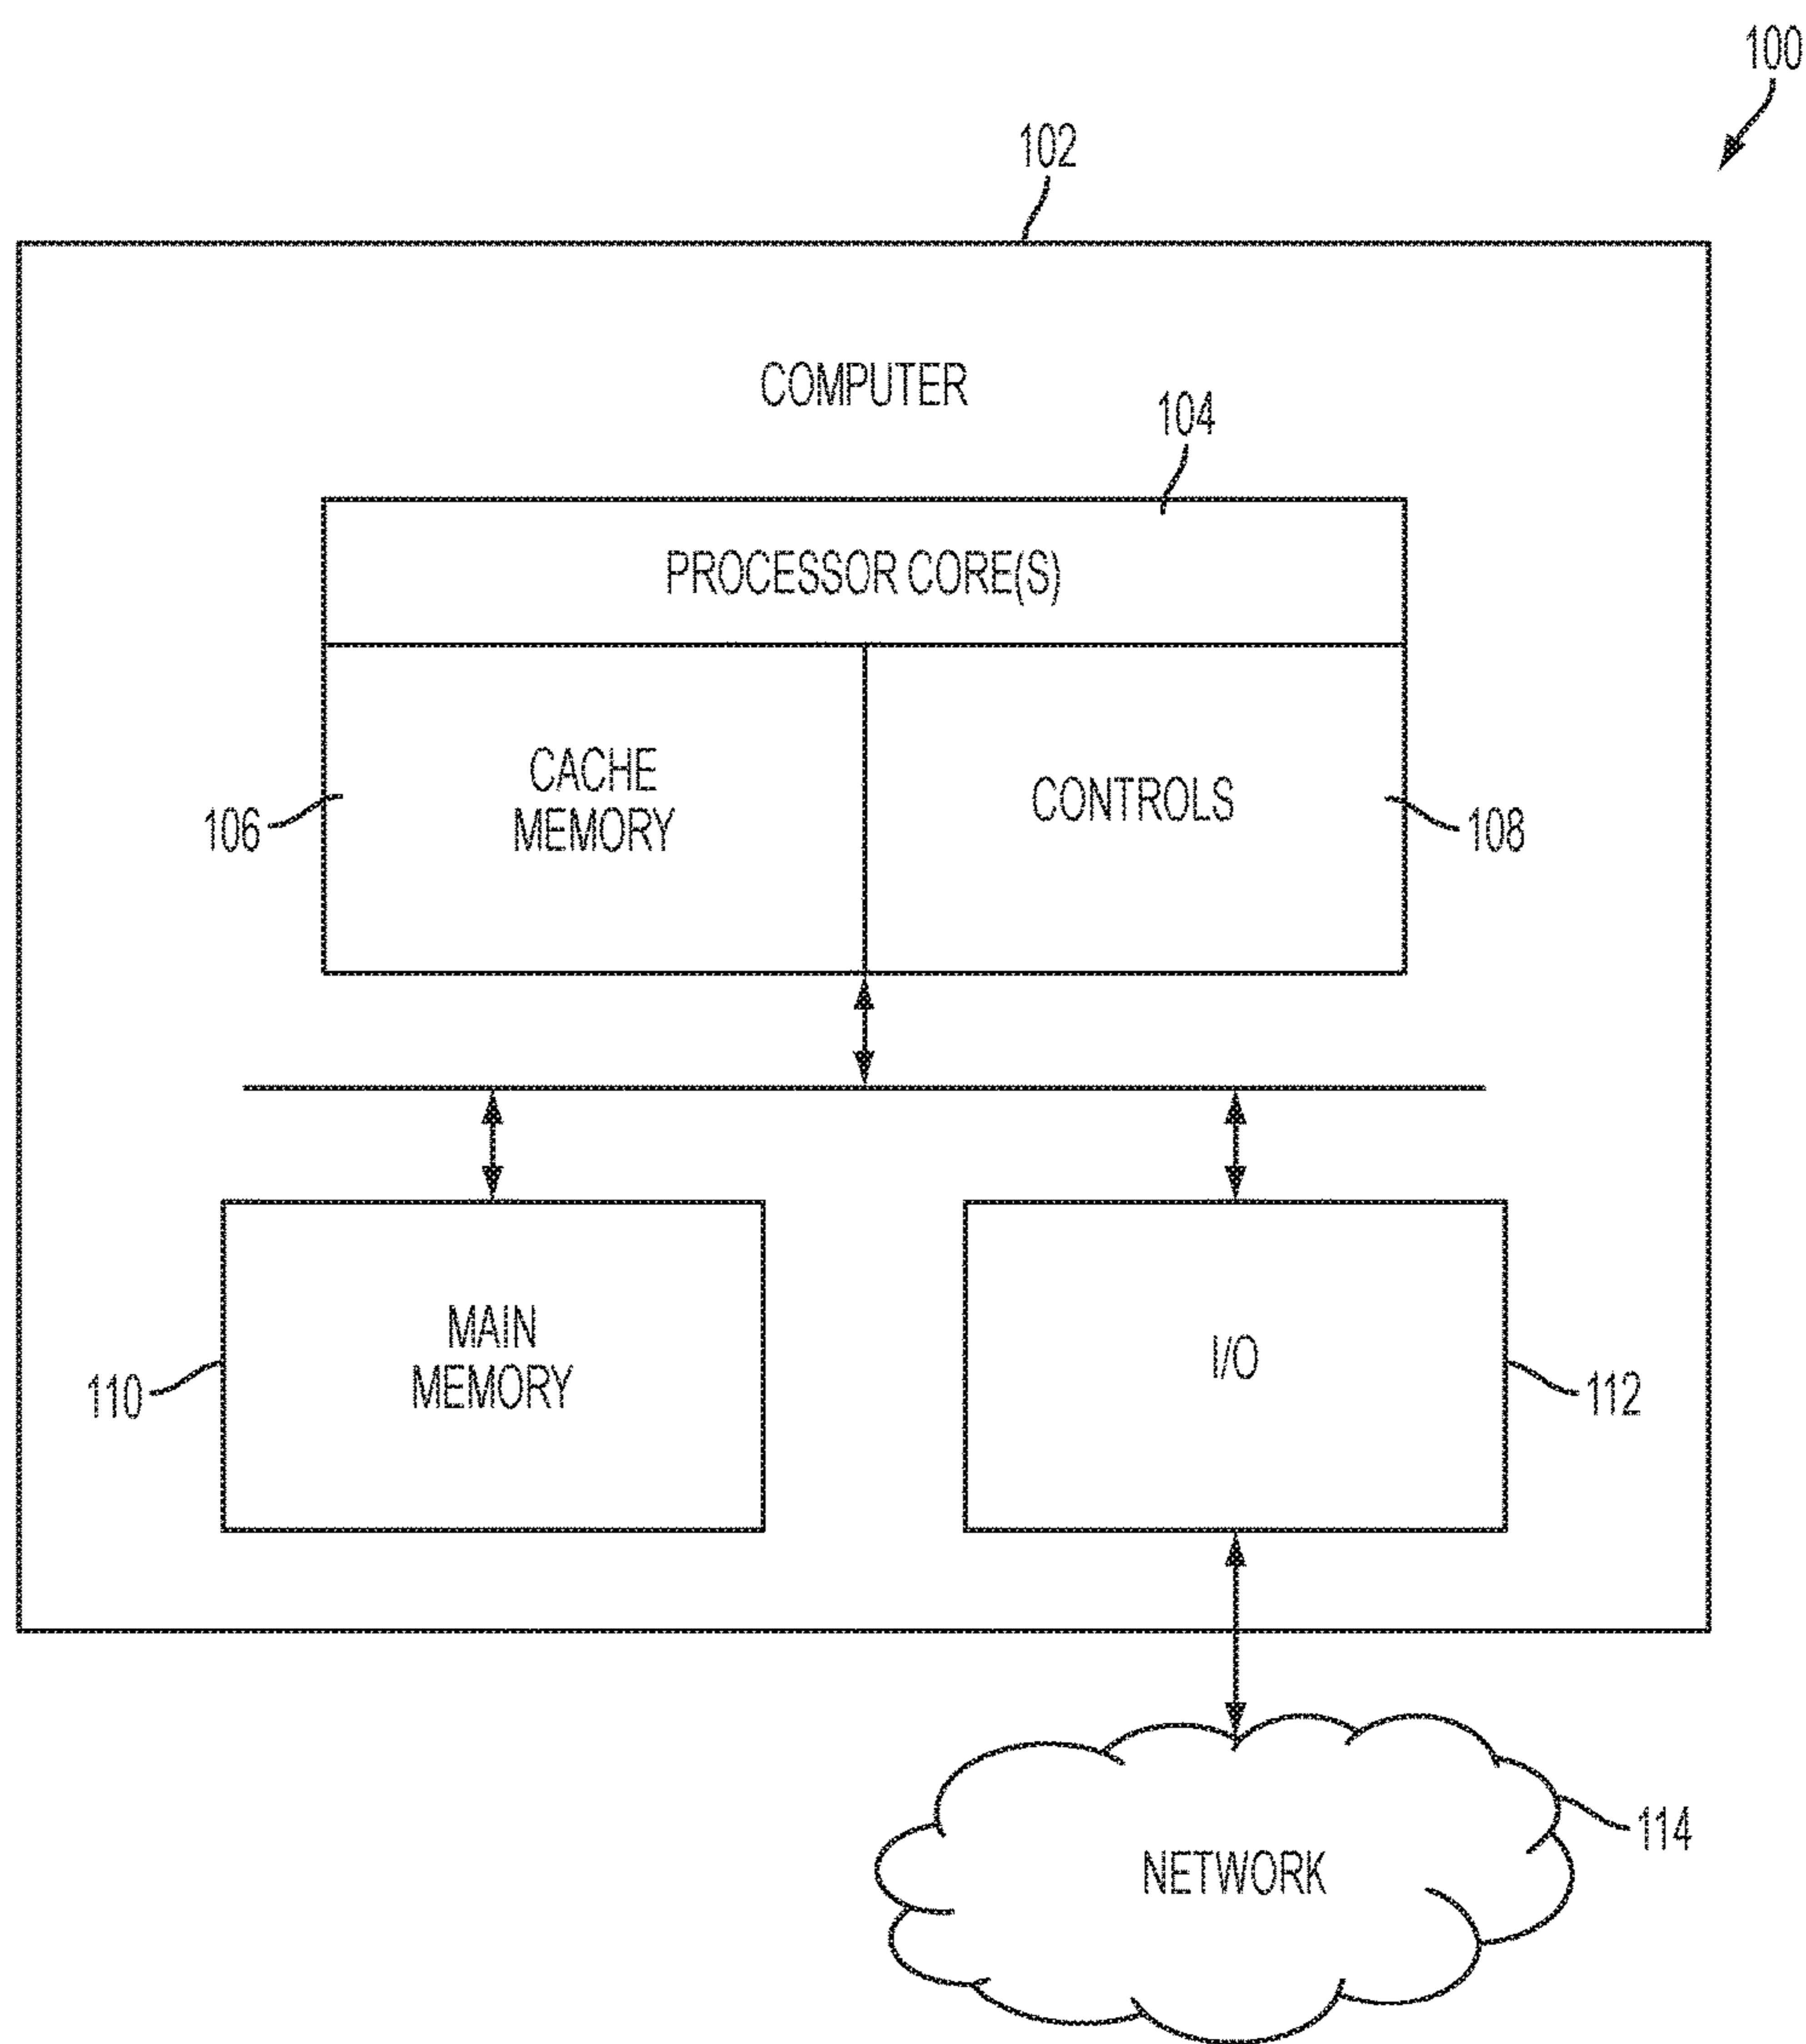 100
102
COMPUTER
104
PROCESSOR CORE(S)
CACHE
MEMORY
CONTROLS
106
108
MAIN
MEMORY
I/O
110
112
114
NETWORK